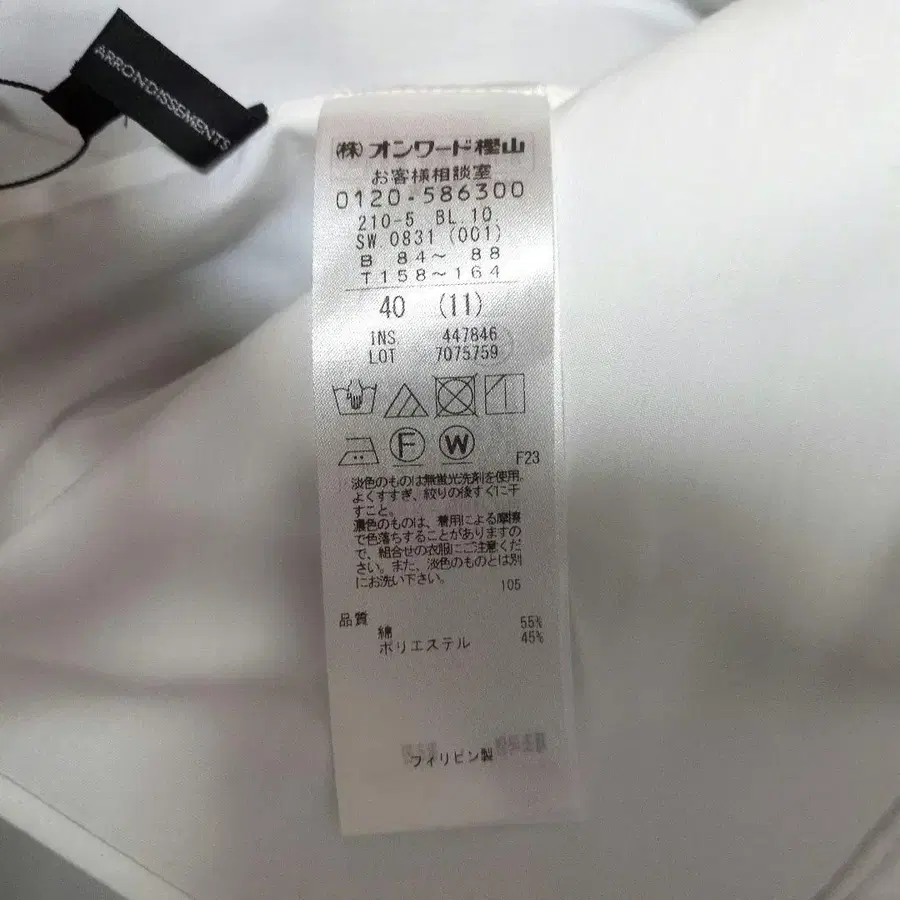 ARRONDISSEMENTS
(株)オンワード樫山
お客様相談室
0120-586300
210-5 BL.10.
SW.0831 (001)
B 84～ 88
T158～164
40 (11)
INS 447846
LOT 7075759
F W
F23
淡色のものは無蛍光洗剤を使用。
よくすすぎ、絞りの後すぐに干
すこと。
濃色のものは、着用による摩擦
で色落ちすることがありますの
で、組合せの衣服にご注意くだ
さい。また、淡色のものとは別
にお洗い下さい。
105
品質
綿 55%
ポリエステル 45%
フィリピン製